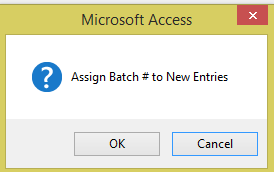 Microsoft Access
Assign Batch # to New Entries
OK
Cancel